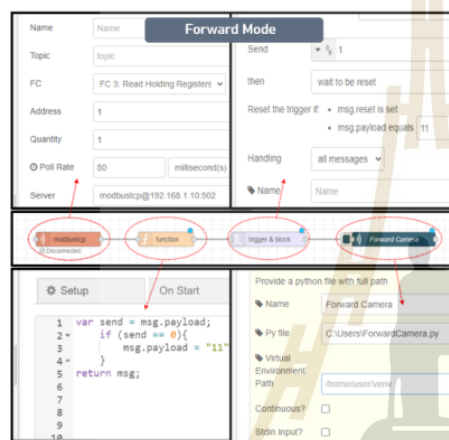 Forward Mode
Name
Name
Topic
topic
FC
FC 3: Read Holding Registers
Address
1
Quantity
1
Poll Rate
50
millisecond(s)
Server
modbustcp@192.168.1.10:502
Send
1
then
wait to be reset
Reset the trigger if:
• msg.reset is set
• msg.payload equals
11
Handling
all messages
Name
Name
modbustcp
Disconnected
function
trigger & block
Forward Camera
Setup
On Start
1 var send = msg.payload;
2 if (send == 0){
3 msg.payload = "11"
4 }
5 return msg;
6
7
8
9
10
Provide a python file with full path
Name
Forward Camera
Py file
C:\Users\ForwardCamera.py
Virtual
Environment
Path
/home/user/venv
Continuous?
Stdin Input?